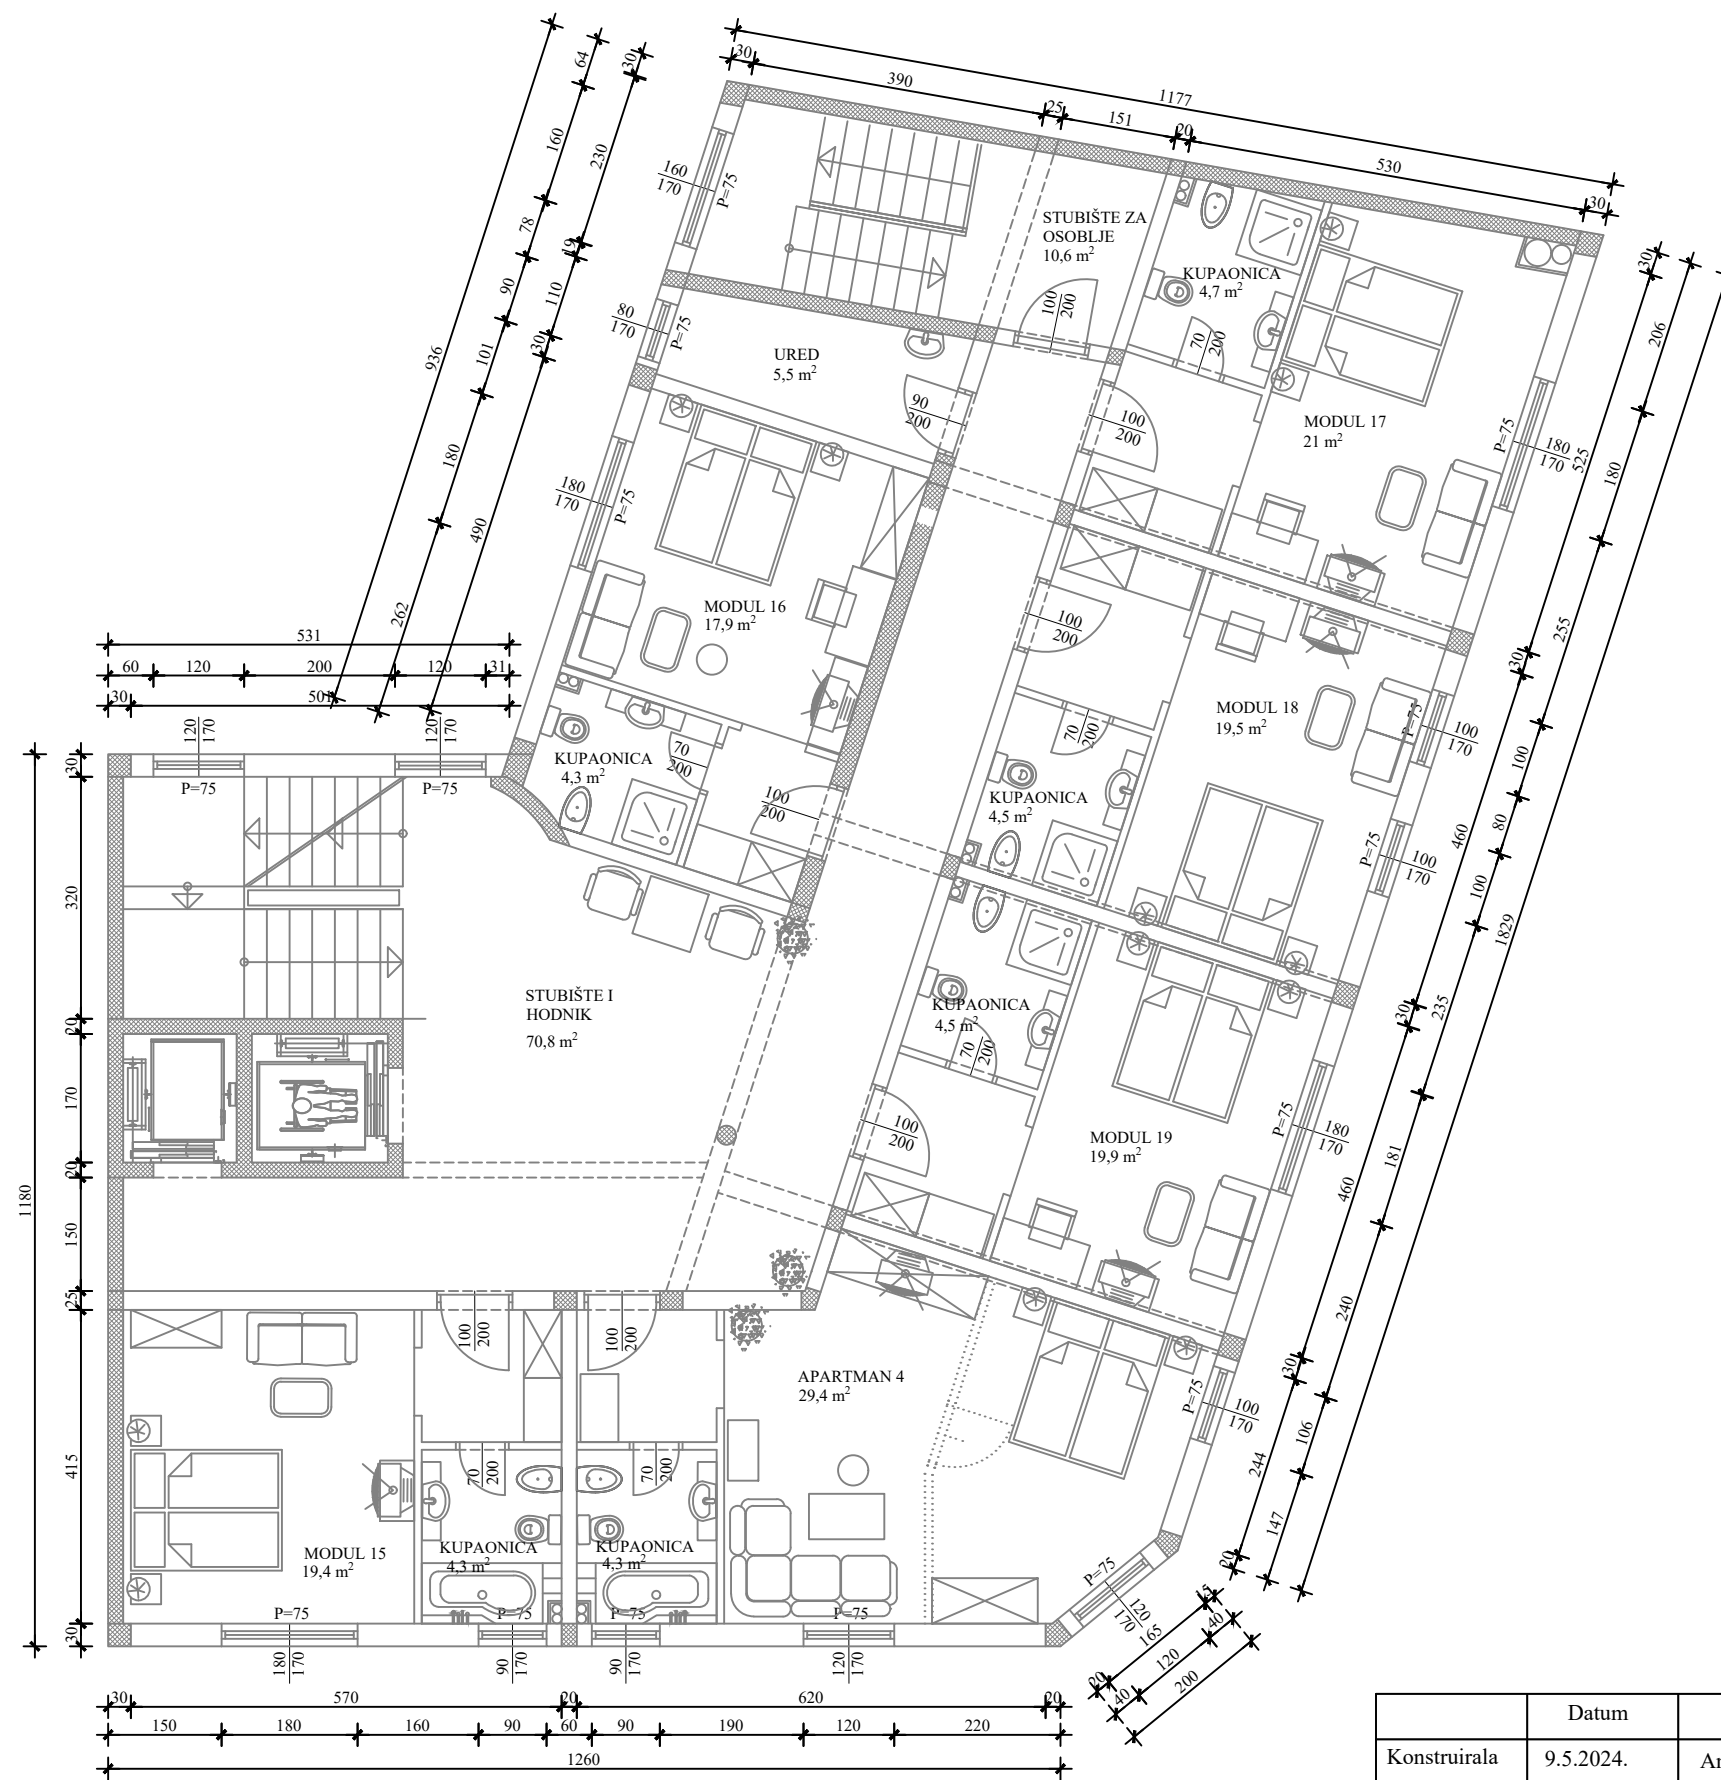 30
390
25
151
20
530
30
1177
936
64
160
78
90
101
180
262
30
230
19
110
30
490
160
170
P=75
80
170
P=75
180
170
P=75
STUBIŠTE ZA
OSOBLJE
10,6 m²
100
200
KUPAONICA
4,7 m²
70
200
URED
5,5 m²
90
200
100
200
MODUL 17
21 m²
P=75
180
170
MODUL 16
17,9 m²
100
200
MODUL 18
19,5 m²
P=75
100
170
P=75
100
170
30
525
30
460
30
460
30
244
20
206
180
255
100
80
100
235
181
240
106
147
1829
531
60
120
200
120
31
30
501
120
170
P=75
120
170
P=75
KUPAONICA
4,3 m²
70
200
100
200
70
200
KUPAONICA
4,5 m²
1180
30
320
20
170
20
150
25
415
30
STUBIŠTE I
HODNIK
70,8 m²
KUPAONICA
4,5 m²
70
200
100
200
MODUL 19
19,9 m²
P=75
180
170
100
200
100
200
APARTMAN 4
29,4 m²
P=75
100
170
70
200
70
200
MODUL 15
19,4 m²
KUPAONICA
4,3 m²
KUPAONICA
4,3 m²
P=75
P=75
P=75
P=75
P=75
120
170
180
170
90
170
90
170
120
170
15
165
20
40
120
40
200
30
570
20
620
20
150
180
160
90
60
90
190
120
220
1260
Datum
Konstruirala
9.5.2024.